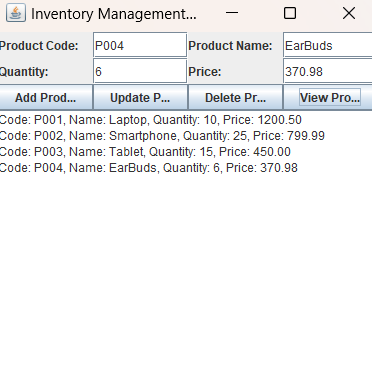 Inventory Management...
Product Code: P004 Product Name: EarBuds
Quantity: 6 Price: 370.98
Add Prod... Update P... Delete Pr... View Pro...
Code: P001, Name: Laptop, Quantity: 10, Price: 1200.50
Code: P002, Name: Smartphone, Quantity: 25, Price: 799.99
Code: P003, Name: Tablet, Quantity: 15, Price: 450.00
Code: P004, Name: EarBuds, Quantity: 6, Price: 370.98